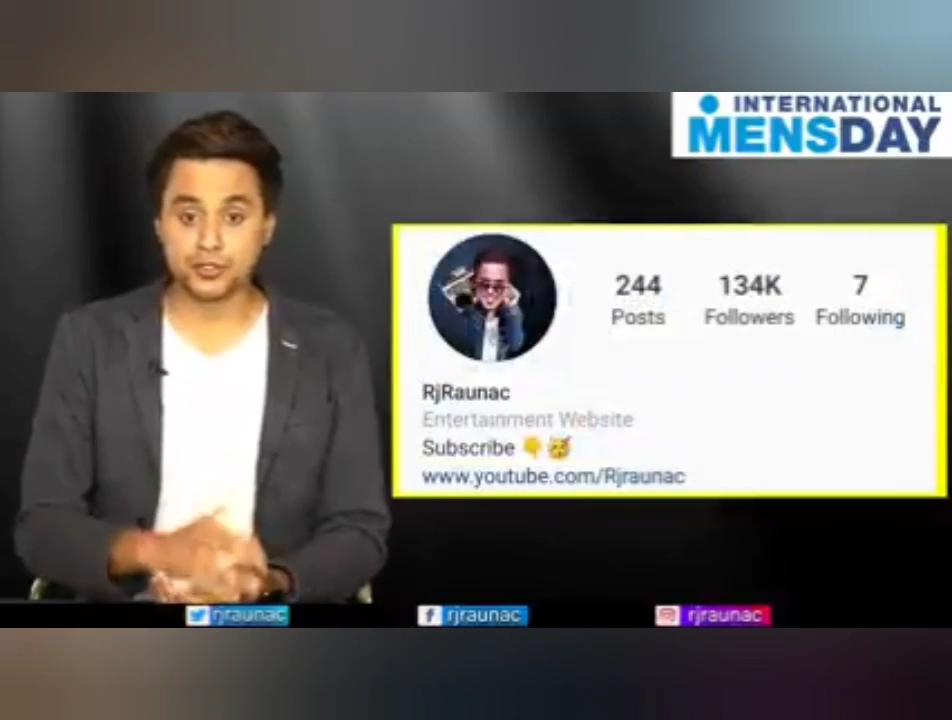 INTERNATIONAL
MENSDAY
244 134K 7
Posts Followers Following
RjRaunac
Entertainment Website
Subscribe 👇🥳
www.youtube.com/Rjraunac
rjraunac rjraunac rjraunac